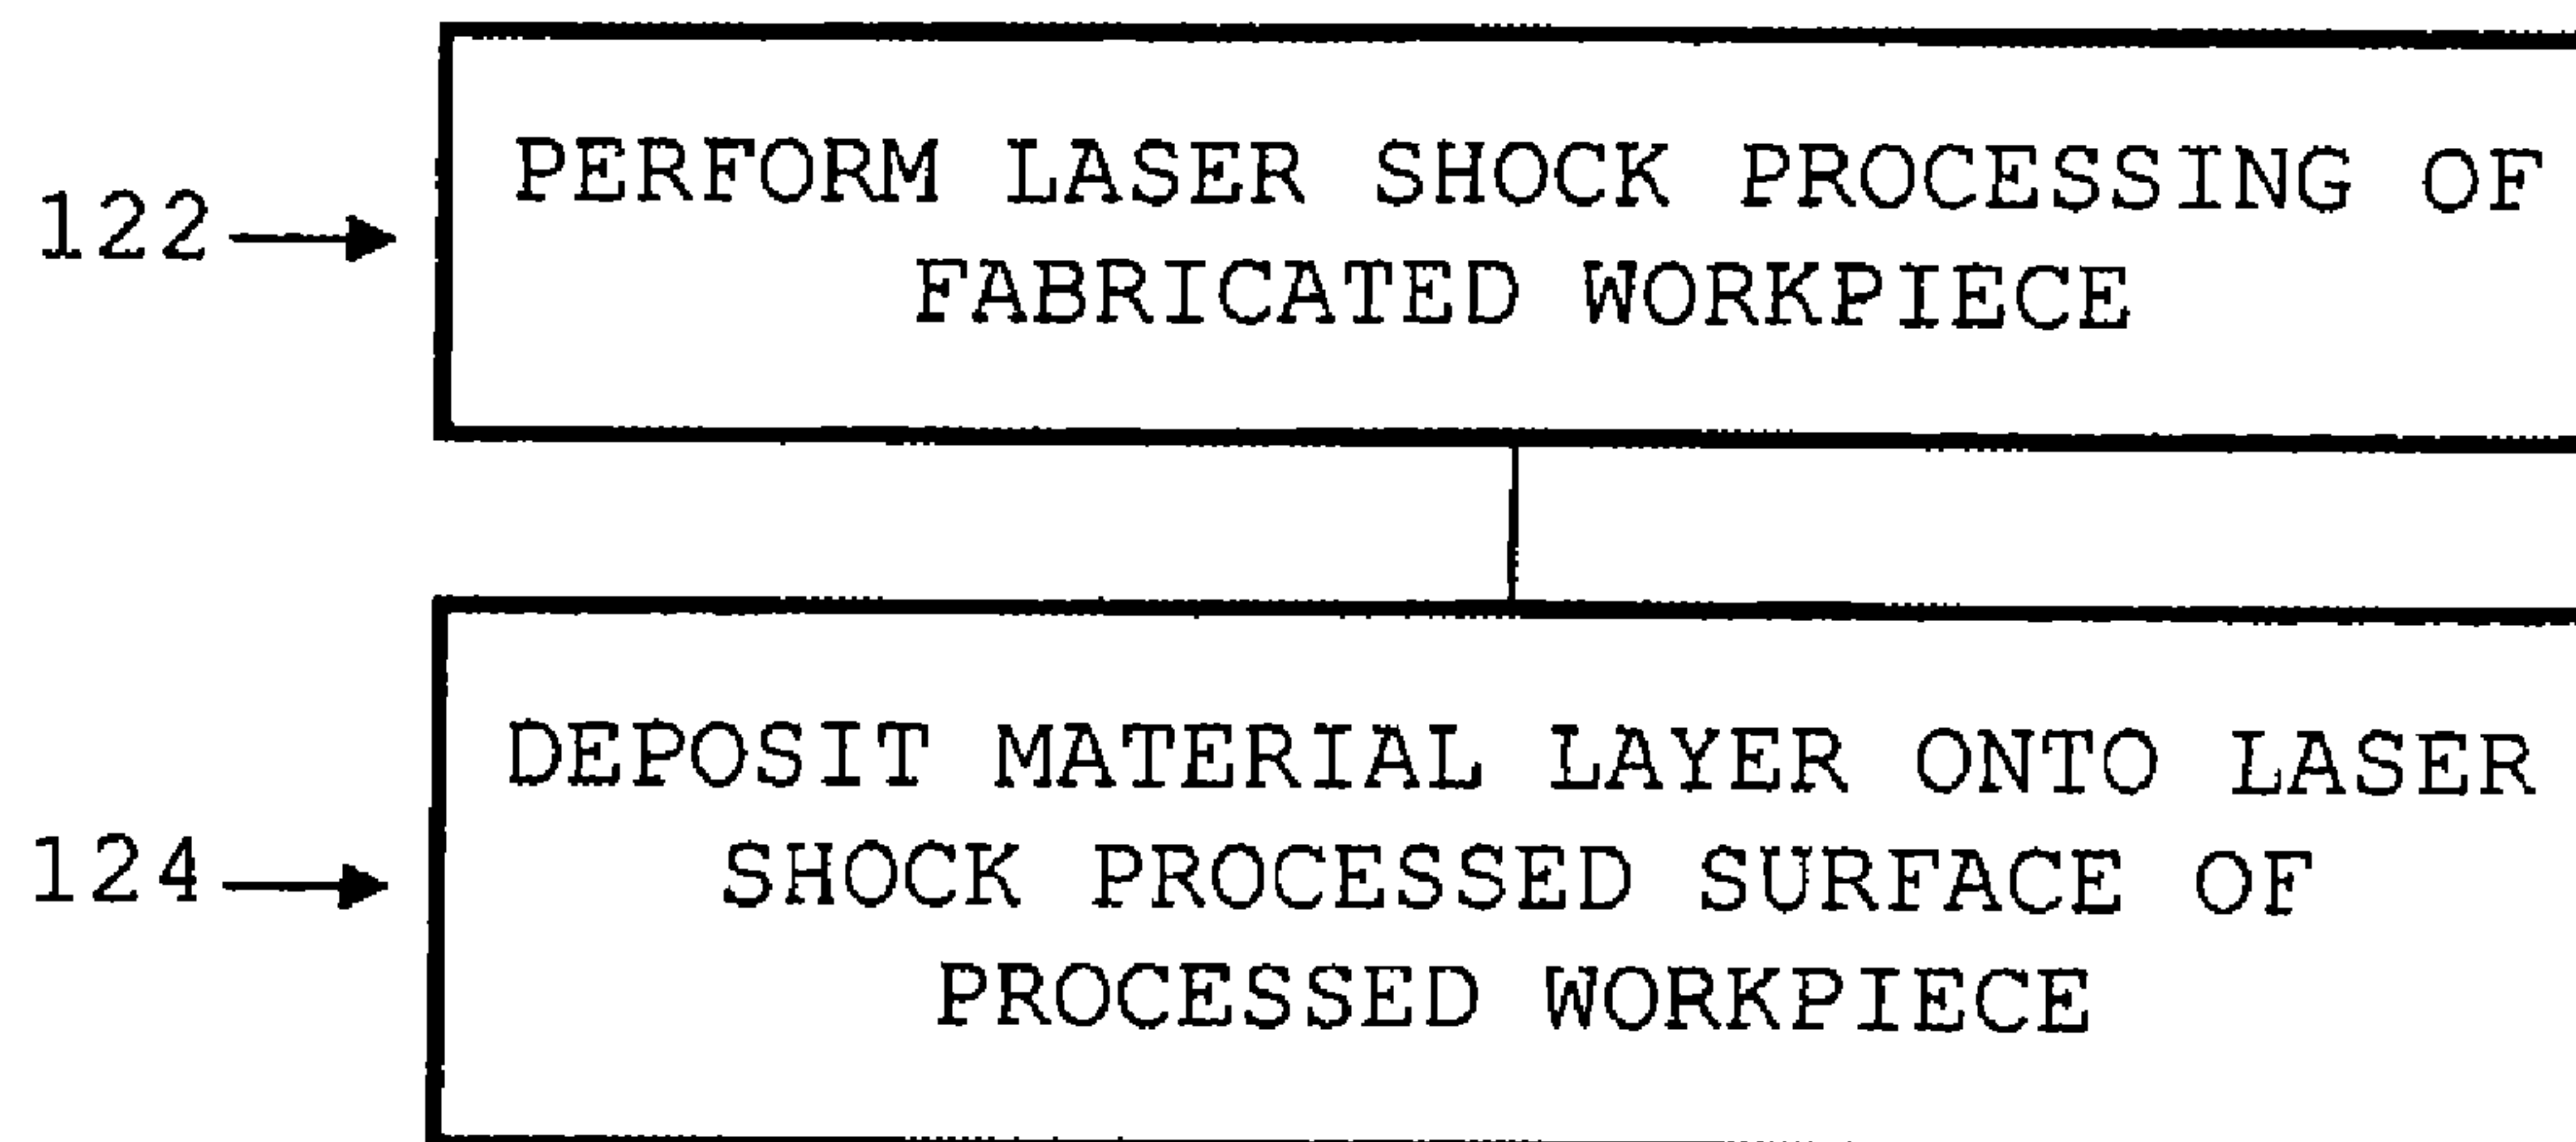 122
PERFORM LASER SHOCK PROCESSING OF
FABRICATED WORKPIECE
124
DEPOSIT MATERIAL LAYER ONTO LASER
SHOCK PROCESSED SURFACE OF
PROCESSED WORKPIECE